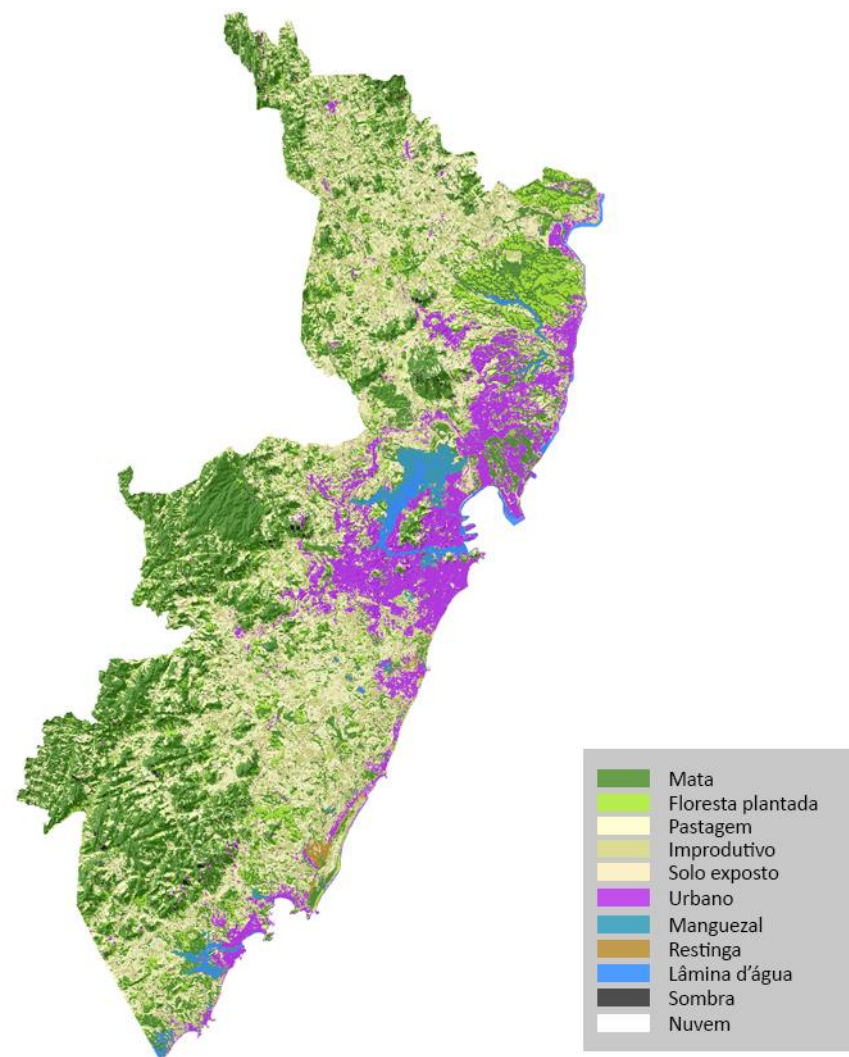 Mata
Floresta plantada
Pastagem
Improdutivo
Solo exposto
Urbano
Manguezal
Restinga
Lâmina d'água
Sombra
Nuvem